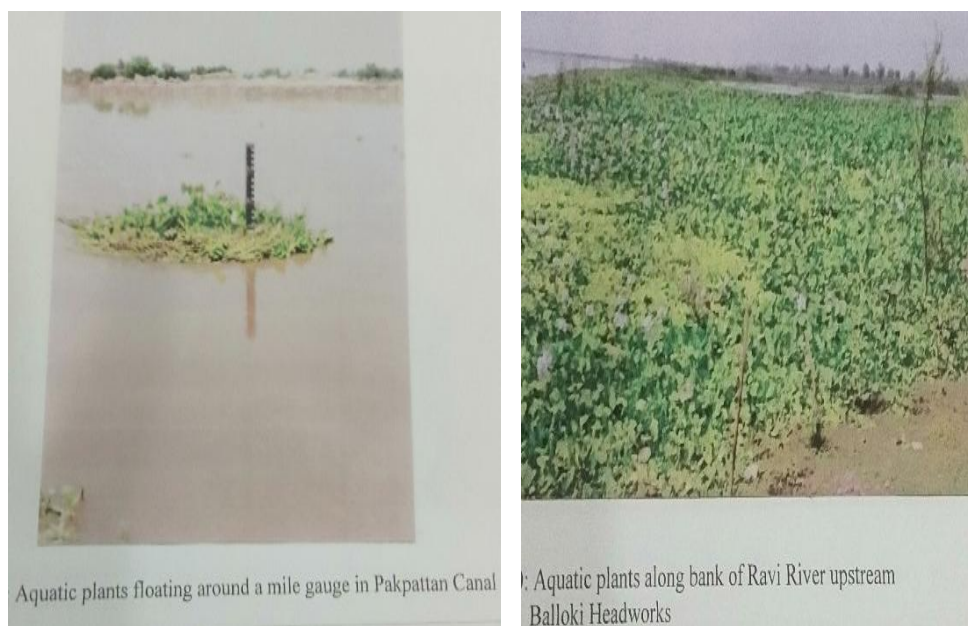 : Aquatic plants floating around a mile gauge in Pakpattan Canal
): Aquatic plants along bank of Ravi River upstream
Balloki Headworks